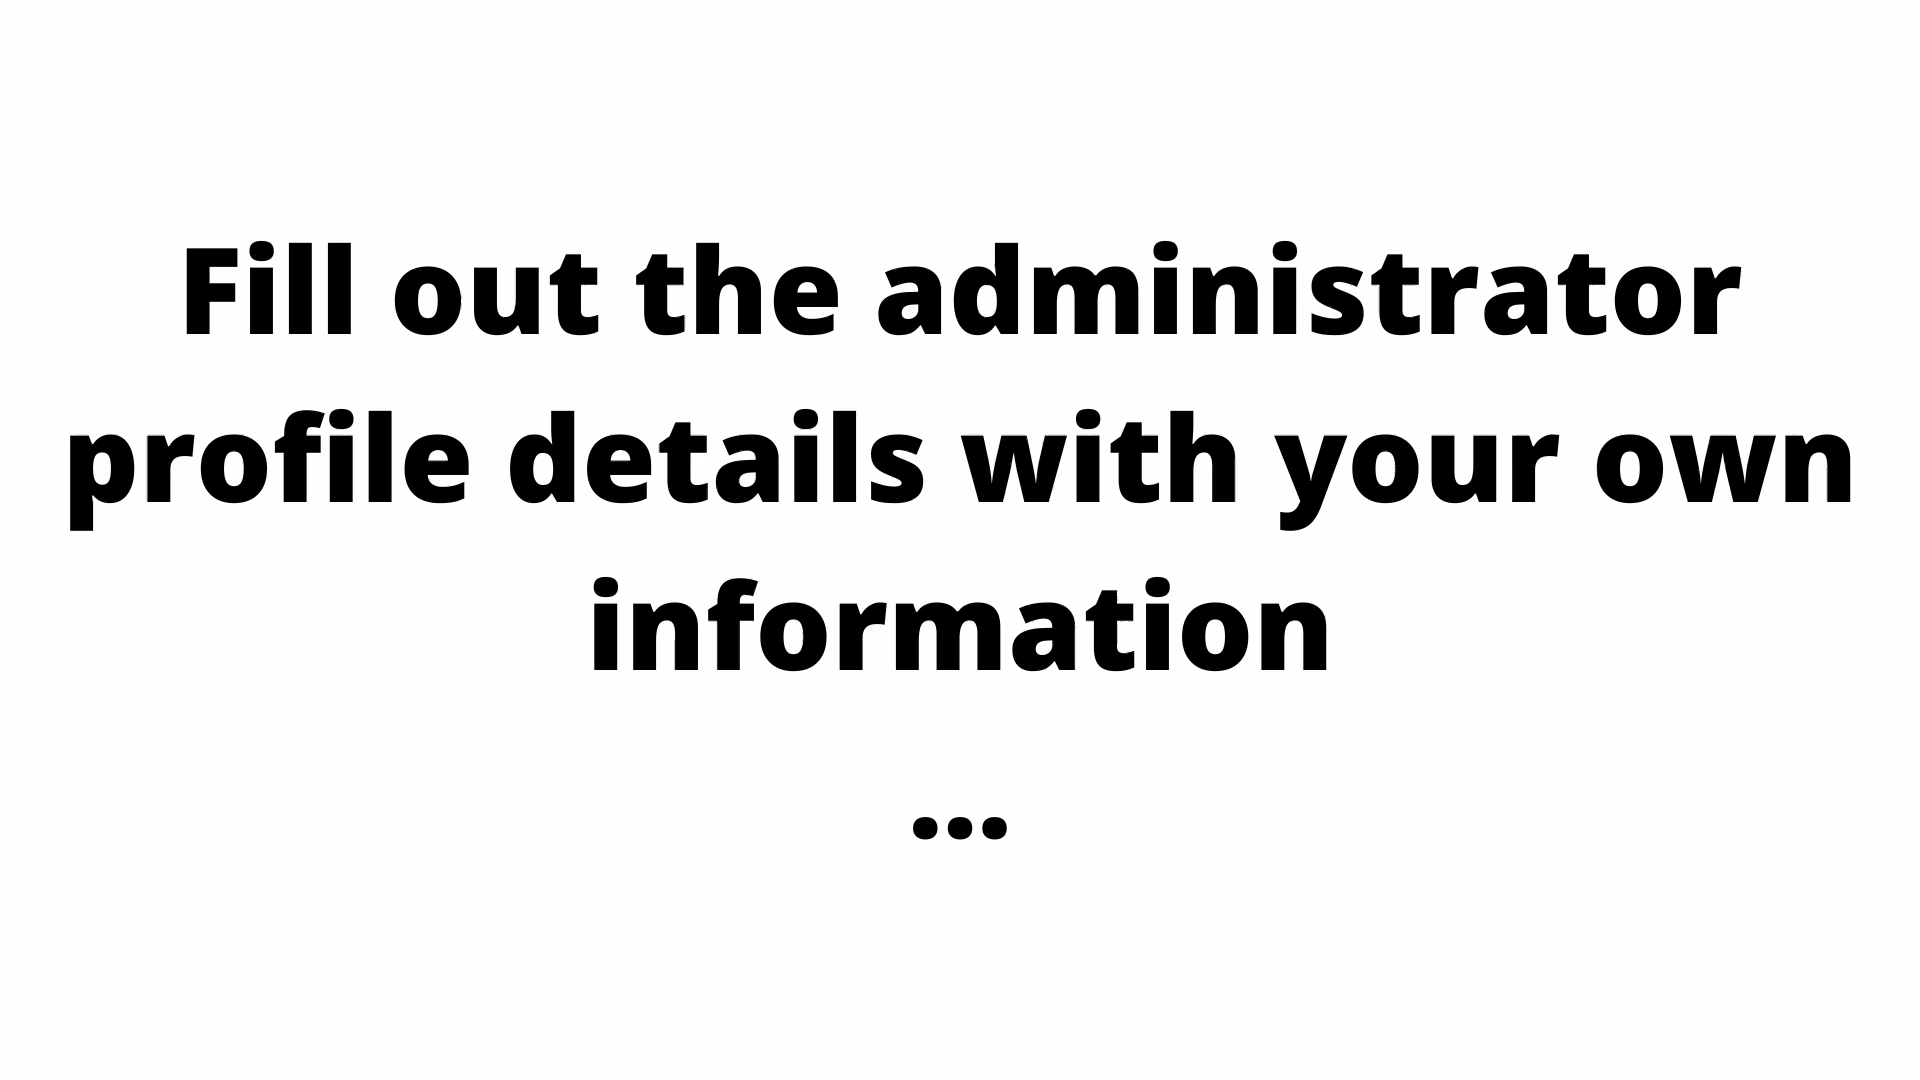 Fill out the administrator
profile details with your own
information
...